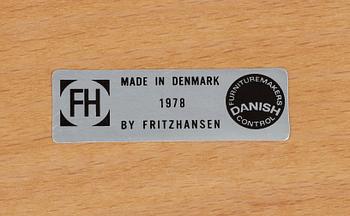 FH
MADE IN DENMARK
1978
BY FRITZHANSEN
FURNITUREMAKERS
DANISH
CONTROL